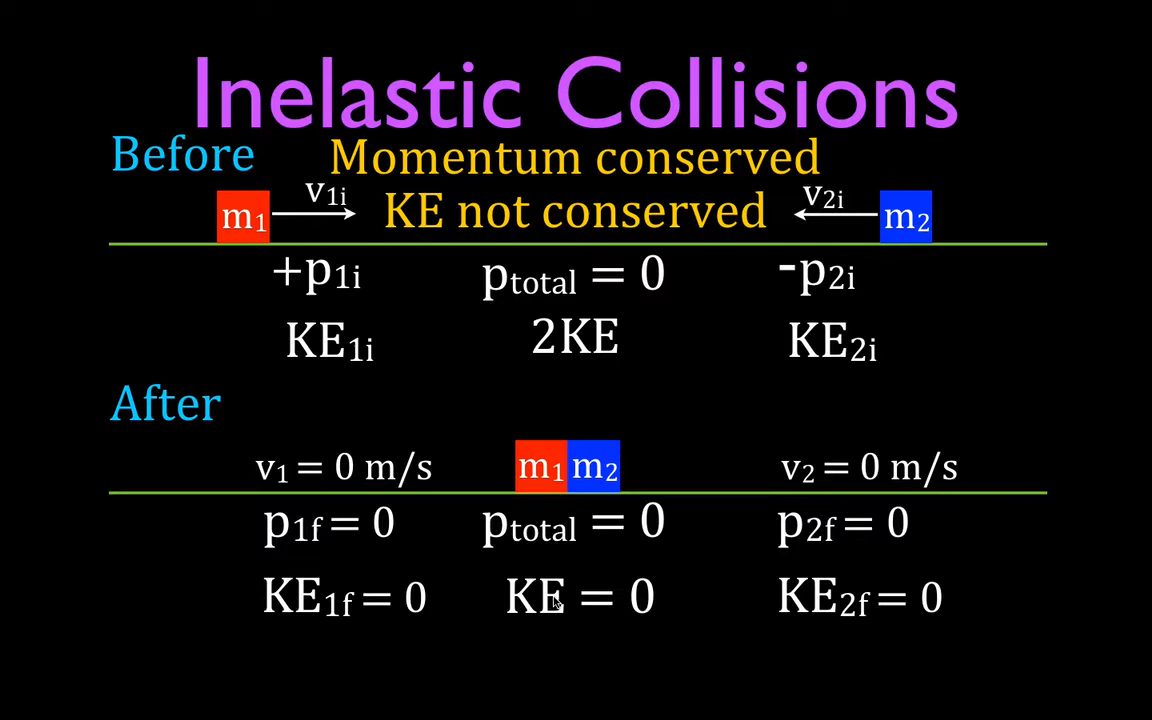 Inelastic Collisions
Before Momentum conserved
m₁ v₁ᵢ KE not conserved v₂ᵢ m₂
+p₁ᵢ pₜₒₜₐₗ = 0 -p₂ᵢ
KE₁ᵢ 2KE KE₂ᵢ
After
v₁ = 0 m/s m₁ m₂ v₂ = 0 m/s
p1f = 0 pₜₒₜₐₗ = 0 p2f = 0
KE1f = 0 KE = 0 KE2f = 0